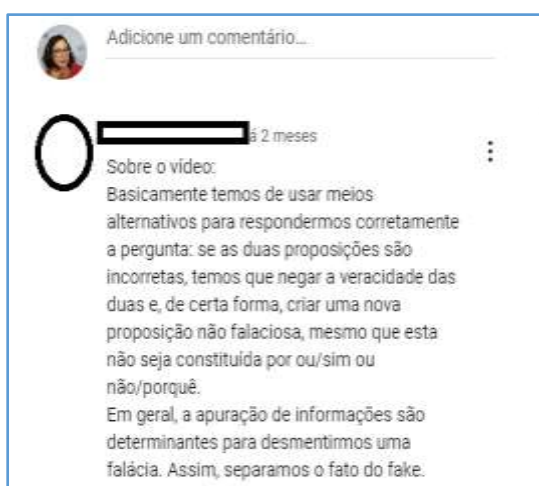 Adicione um comentário...
á 2 meses
Sobre o vídeo:
Basicamente temos de usar meios
alternativos para respondermos corretamente
a pergunta: se as duas proposições são
incorretas, temos que negar a veracidade das
duas e, de certa forma, criar uma nova
proposição não falaciosa, mesmo que esta
não seja constituída por ou/sim ou
não/porquê.
Em geral, a apuração de informações são
determinantes para desmentirmos uma
falácia. Assim, separamos o fato do fake.